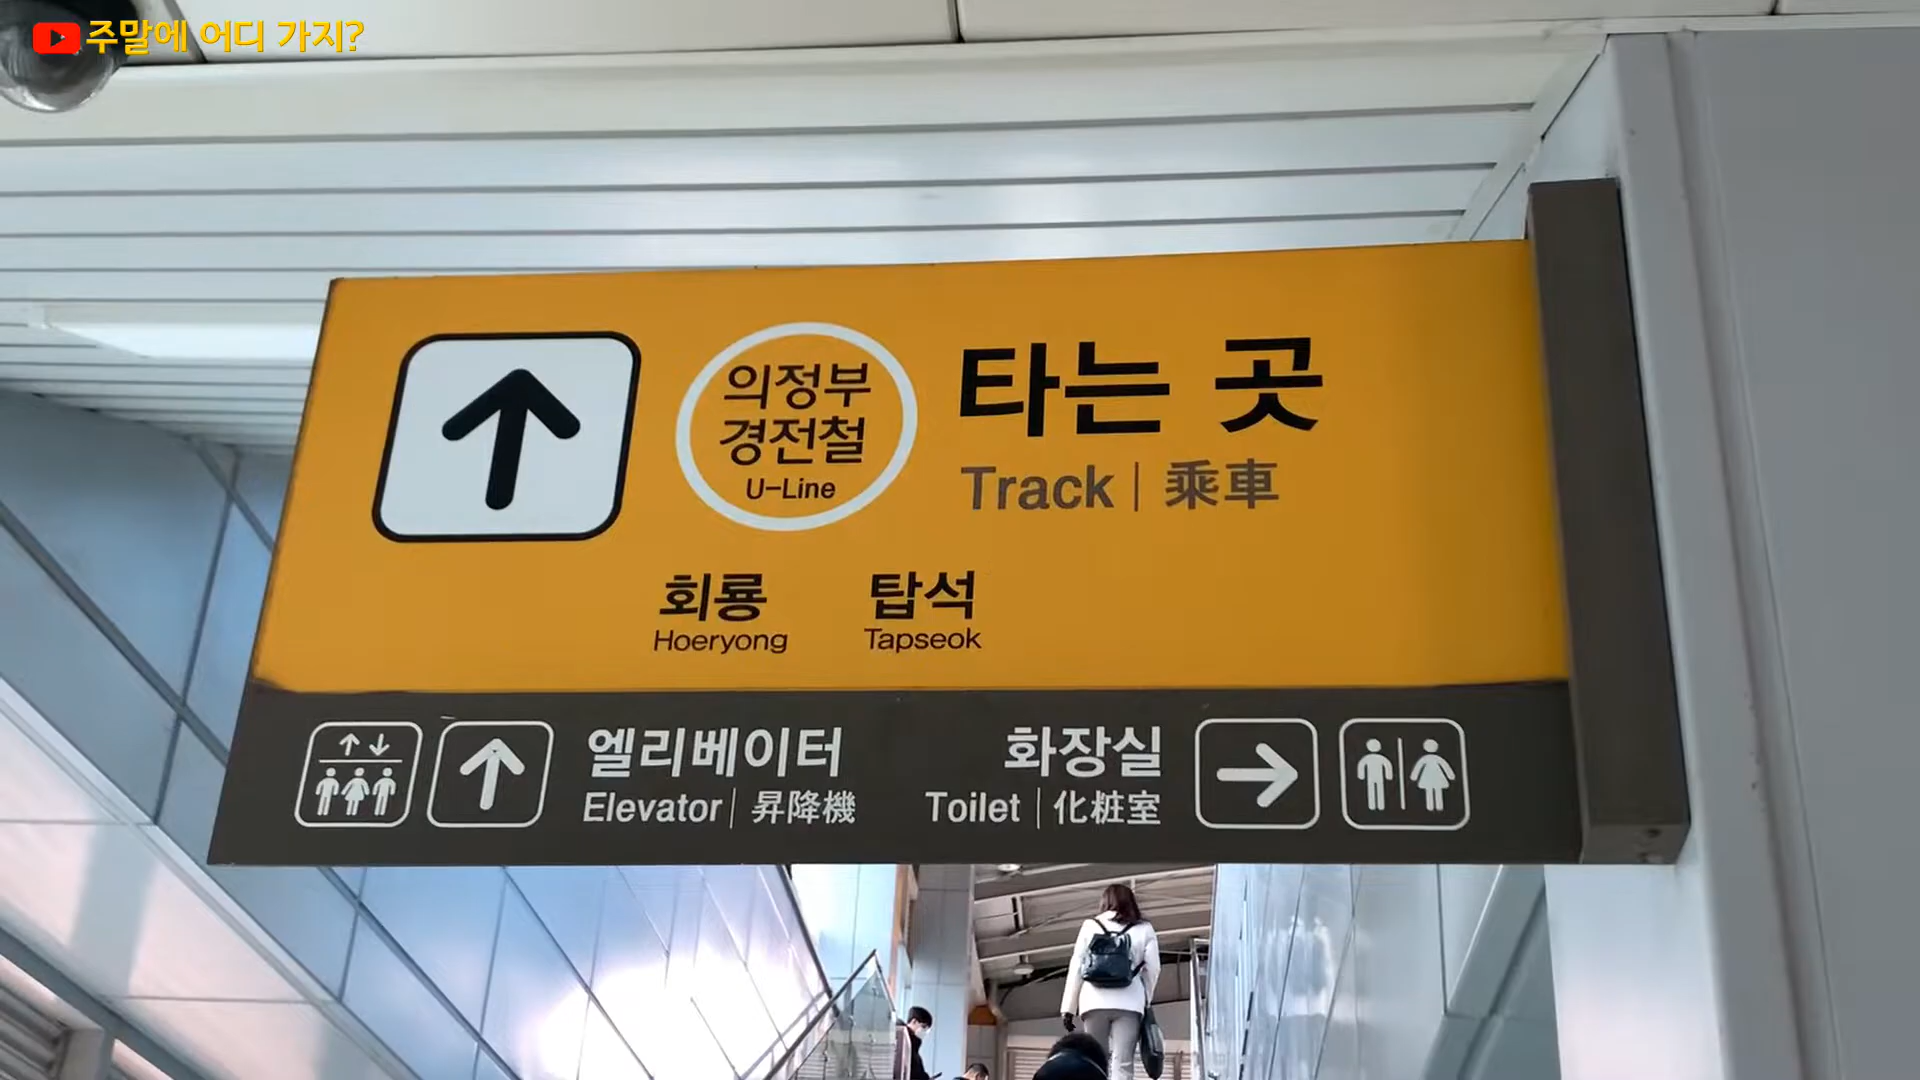 주말에 어디 가지?
의정부
경전철
U-Line
타는 곳
Track | 乘車
회룡 탑석
Hoeryong Tapseok
엘리베이터 화장실
Elevator | 昇降機 Toilet | 化粧室